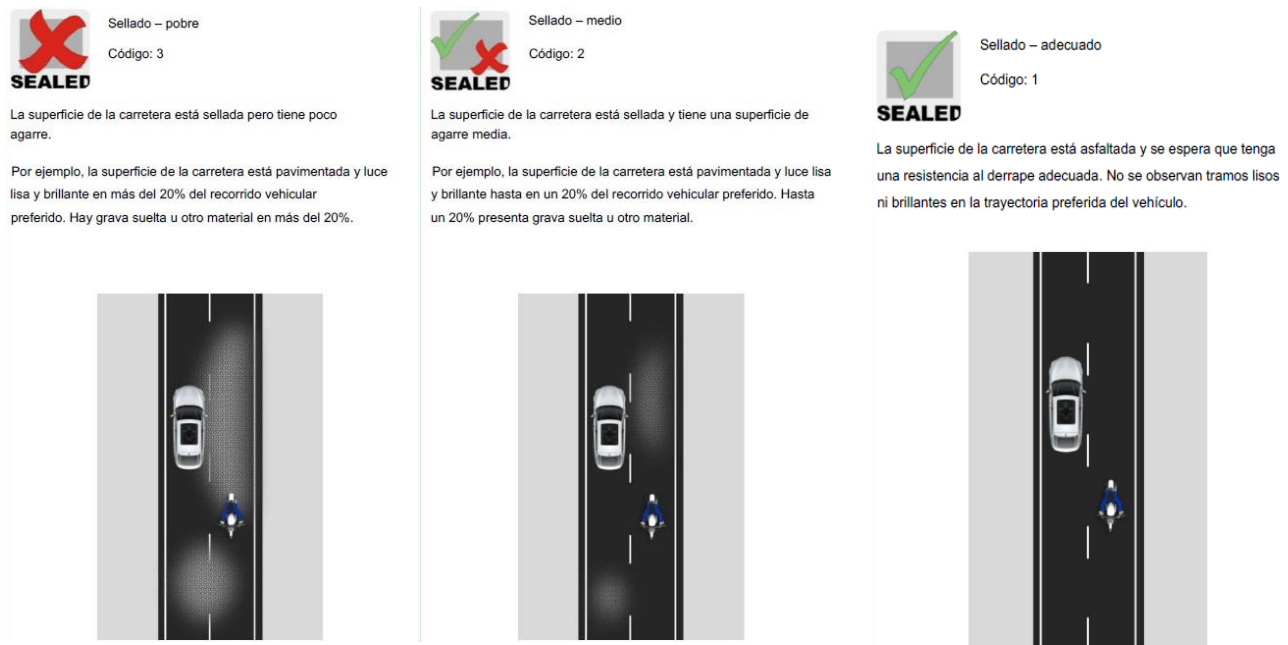 SEALED
Sellado – pobre
Código: 3
La superficie de la carretera está sellada pero tiene poco
agarre.
Por ejemplo, la superficie de la carretera está pavimentada y luce
lisa y brillante en más del 20% del recorrido vehicular
preferido. Hay grava suelta u otro material en más del 20%.
SEALED
Sellado – medio
Código: 2
La superficie de la carretera está sellada y tiene una superficie de
agarre media.
Por ejemplo, la superficie de la carretera está pavimentada y luce lisa
y brillante hasta en un 20% del recorrido vehicular preferido. Hasta
un 20% presenta grava suelta u otro material.
SEALED
Sellado – adecuado
Código: 1
La superficie de la carretera está asfaltada y se espera que tenga
una resistencia al derrape adecuada. No se observan tramos lisos
ni brillantes en la trayectoria preferida del vehículo.